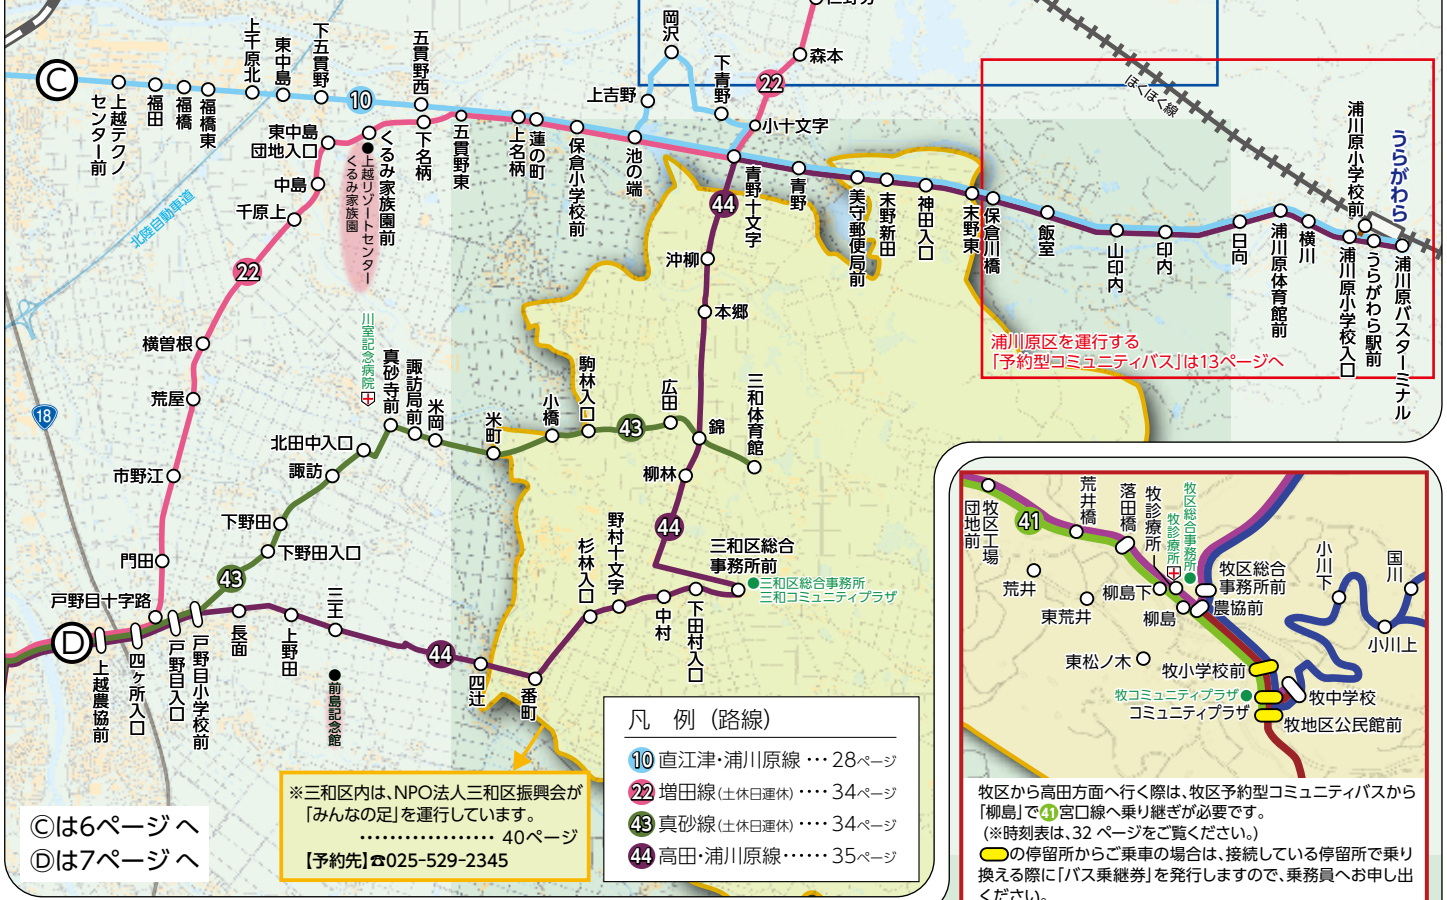 岡沢
森本
22
下青野
上吉野
小十文字
ほくほく線
上千原北
東中島
下五貫野
五貫野西
C
上越テクノ
センター前
福田
福橋
福橋東
10
東中島
団地入口
くるみ家族園前
上越リゾートセンター
くるみ家族園
下名柄
五貫野東
上名柄
蓮の町
保倉小学校前
池の端
青野十文字
青野
美守郵便局前
末野新田
神田入口
末野東
保倉川橋
飯室
山印内
印内
日向
浦川原体育館前
横川
浦川原小学校前
浦川原小学校入口
うらがわら
うらがわら駅前
浦川原バスターミナル
浦川原区を運行する
「予約型コミュニティバス」は13ページへ
中島
千原上
北陸自動車道
22
横曽根
荒屋
18
市野江
門田
戸野目十字路
川室記念病院
真砂寺前
諏訪局前
米岡
北田中入口
諏訪
下野田
下野田入口
43
米町
小橋
駒林入口
43
広田
錦
三和体育館
44
沖柳
本郷
柳林
44
三和区総合
事務所前
三和区総合事務所
三和コミュニティプラザ
野村十文字
杉林入口
中村
下田村入口
D
上越農協前
四ケ所入口
戸野目入口
戸野目小学校前
長面
上野田
三王
前島記念館
44
四辻
番町
※三和区内は、NPO法人三和区振興会が
「みんなの足」を運行しています。
・・・・・・・・・・・・・・・・・・ 40ページ
【予約先】☎025-529-2345
Ⓒは6ページ へ
Ⓓは7ページ へ
凡 例（路線）
10 直江津・浦川原線 ・・・ 28ページ
22 増田線(土休日運休) ・・・・ 34ページ
43 真砂線(土休日運休) ・・・・ 34ページ
44 高田・浦川原線・・・・・・ 35ページ
牧区工場
団地前
41
荒井橋
落田橋
牧診療所
牧診療所
牧区総合事務所
牧区総合
事務所前
農協前
荒井
東荒井
柳島下
柳島
東松ノ木
小川下
国川
小川上
牧小学校前
牧コミュニティプラザ
コミュニティプラザ
牧中学校
牧地区公民館前
牧区から高田方面へ行く際は、牧区予約型コミュニティバスから
「柳島」で41宮口線へ乗り継ぎが必要です。
(※時刻表は、32 ページをご覧ください。)
の停留所からご乗車の場合は、接続している停留所で乗り
換える際に「バス乗継券」を発行しますので、乗務員へお申し出
ください。